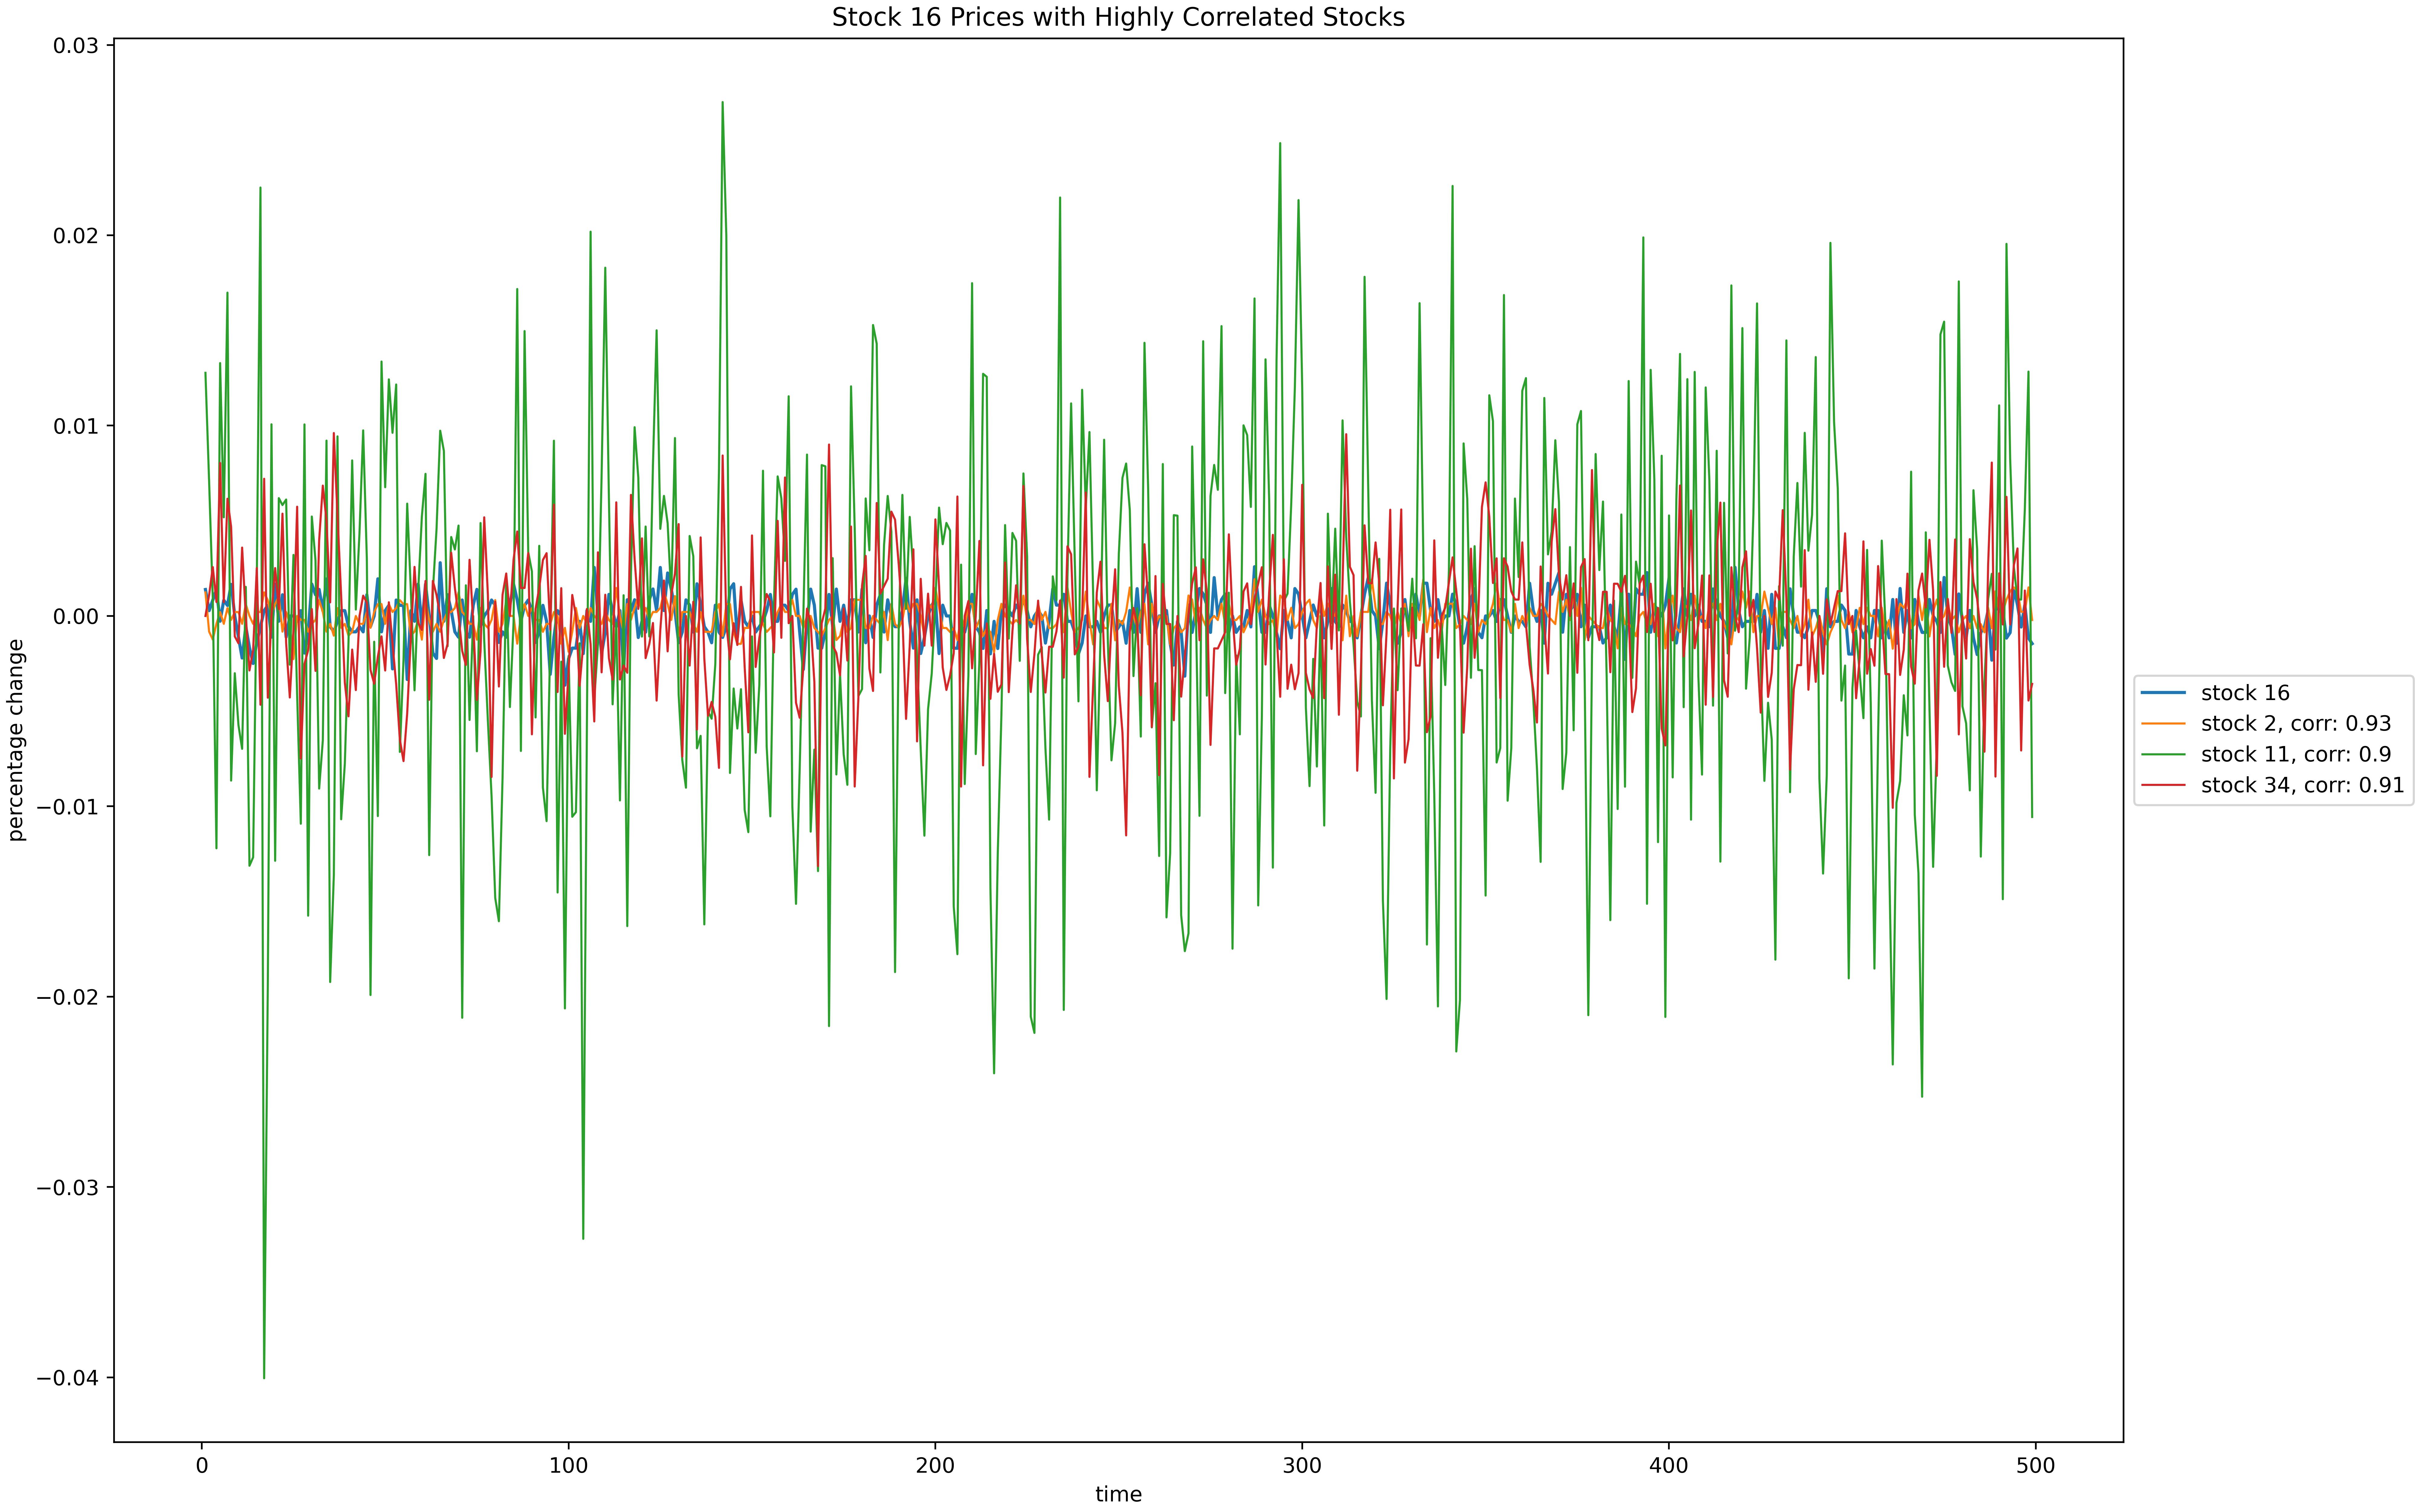 Stock 16 Prices with Highly Correlated Stocks
percentage change
0.03
0.02
0.01
0.00
−0.01
−0.02
−0.03
−0.04
0 100 200 300 400 500
time
stock 16
stock 2, corr: 0.93
stock 11, corr: 0.9
stock 34, corr: 0.91